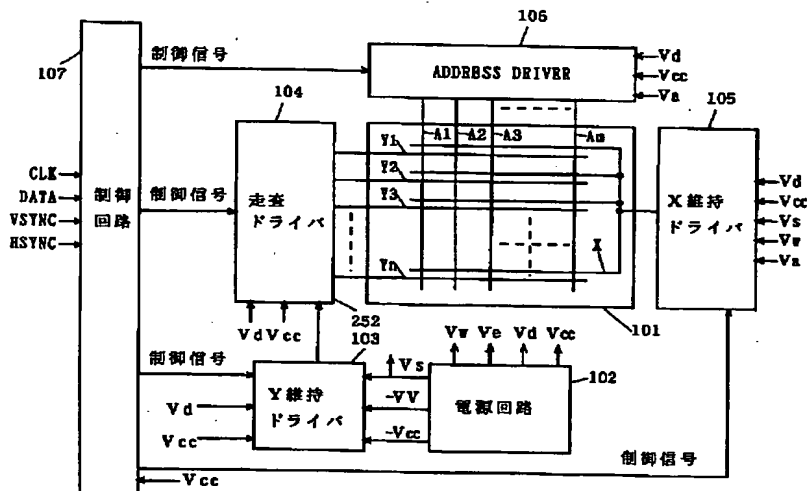 106
制御信号
107
ADDRBSS DRIVER
Vd
Vcc
Va
104
105
A1 A2 A3 Am
Y1
Y2
Y3
Yn
X
CLK
DATA
VSYNC
HSYNC
制御
回路
制御信号
走査
ドライバ
X維持
ドライバ
Vd
Vcc
Vs
Vw
Va
Vd Vcc
252
103
101
Vw Ve Vd Vcc
制御信号
Vs
102
Y維持
ドライバ
-VV
電源回路
Vd
Vcc
-Vcc
制御信号
Vcc